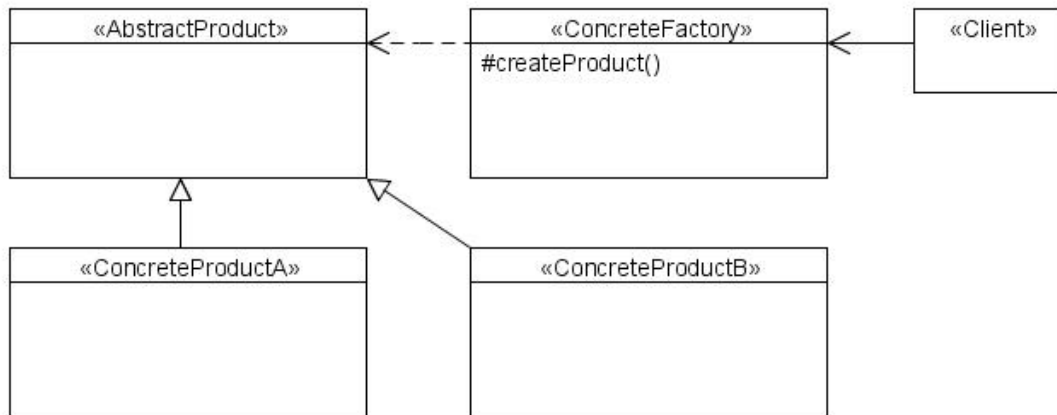 «AbstractProduct»
«ConcreteFactory»
«Client»
#createProduct()
«ConcreteProductA»
«ConcreteProductB»